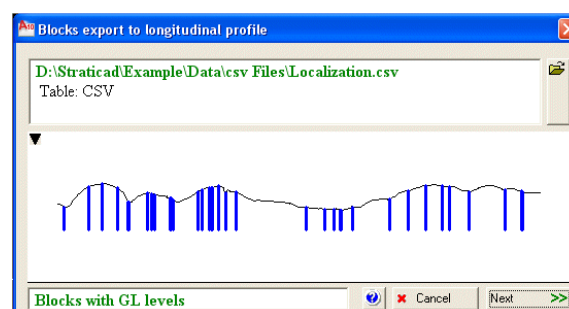 A10 Blocks export to longitudinal profile
D:\Straticad\Example\Data\csv Files\Localization.csv
Table: CSV
Blocks with GL levels
? Cancel Next >>